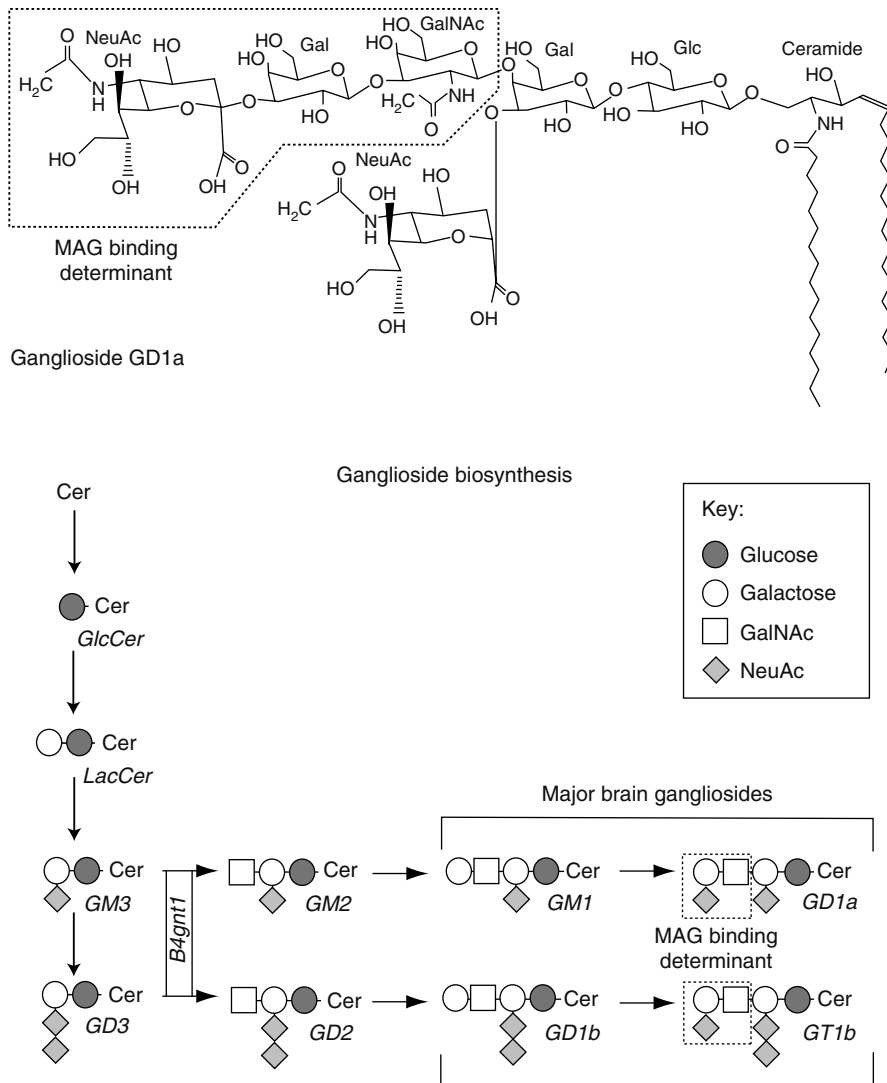 NeuAc
GalNAc
Gal
Gal
Glc
Ceramide
O
HO
HO
HO
HO
HO
HO
HO
H₂C
N
H
HO
O
O
O
O
O
O
O
O
O
O
O
O
OH
OH
NH
HO
OH
HO
OH
NH
O
H₂C
O
HO
OH
OH
O
NeuAc
O
HO
HO
H₂C
N
H
O
HO
OH
O
OH
MAG binding
determinant
Ganglioside GD1a
Ganglioside biosynthesis
Cer
Key:
Glucose
Galactose
GalNAc
NeuAc
Cer
GlcCer
Cer
LacCer
Major brain gangliosides
Cer
GM3
B4gnt1
Cer
GM2
Cer
GM1
Cer
GD1a
MAG binding
determinant
Cer
GD3
Cer
GD2
Cer
GD1b
Cer
GT1b